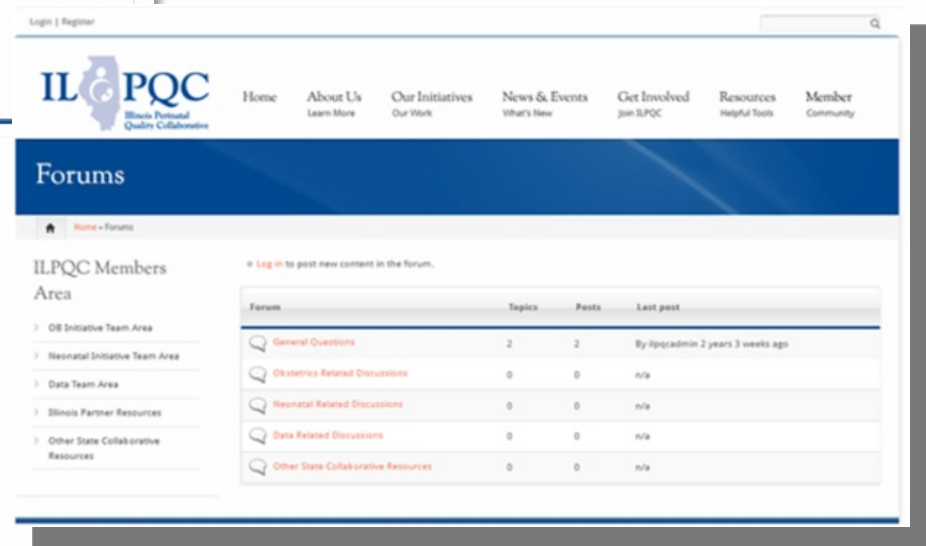 Login | Register
IL PQC
Illinois Perinatal
Quality Collaborative
Home
About Us
Learn More
Our Initiatives
Our Work
News & Events
What's New
Get Involved
Join ILPQC
Resources
Helpful Tools
Member
Community
Forums
Home » Forums
ILPQC Members
Area
OB Initiative Team Area
Neonatal Initiative Team Area
Data Team Area
Illinois Partner Resources
Other State Collaborative
Resources
Log in to post new content in the forum.
Forum Topics Posts Last post
General Questions 2 2 By ilpqcadmin 2 years 3 weeks ago
Obstetrics Related Discussions 0 0 n/a
Neonatal Related Discussions 0 0 n/a
Data Related Discussions 0 0 n/a
Other State Collaborative Resources 0 0 n/a